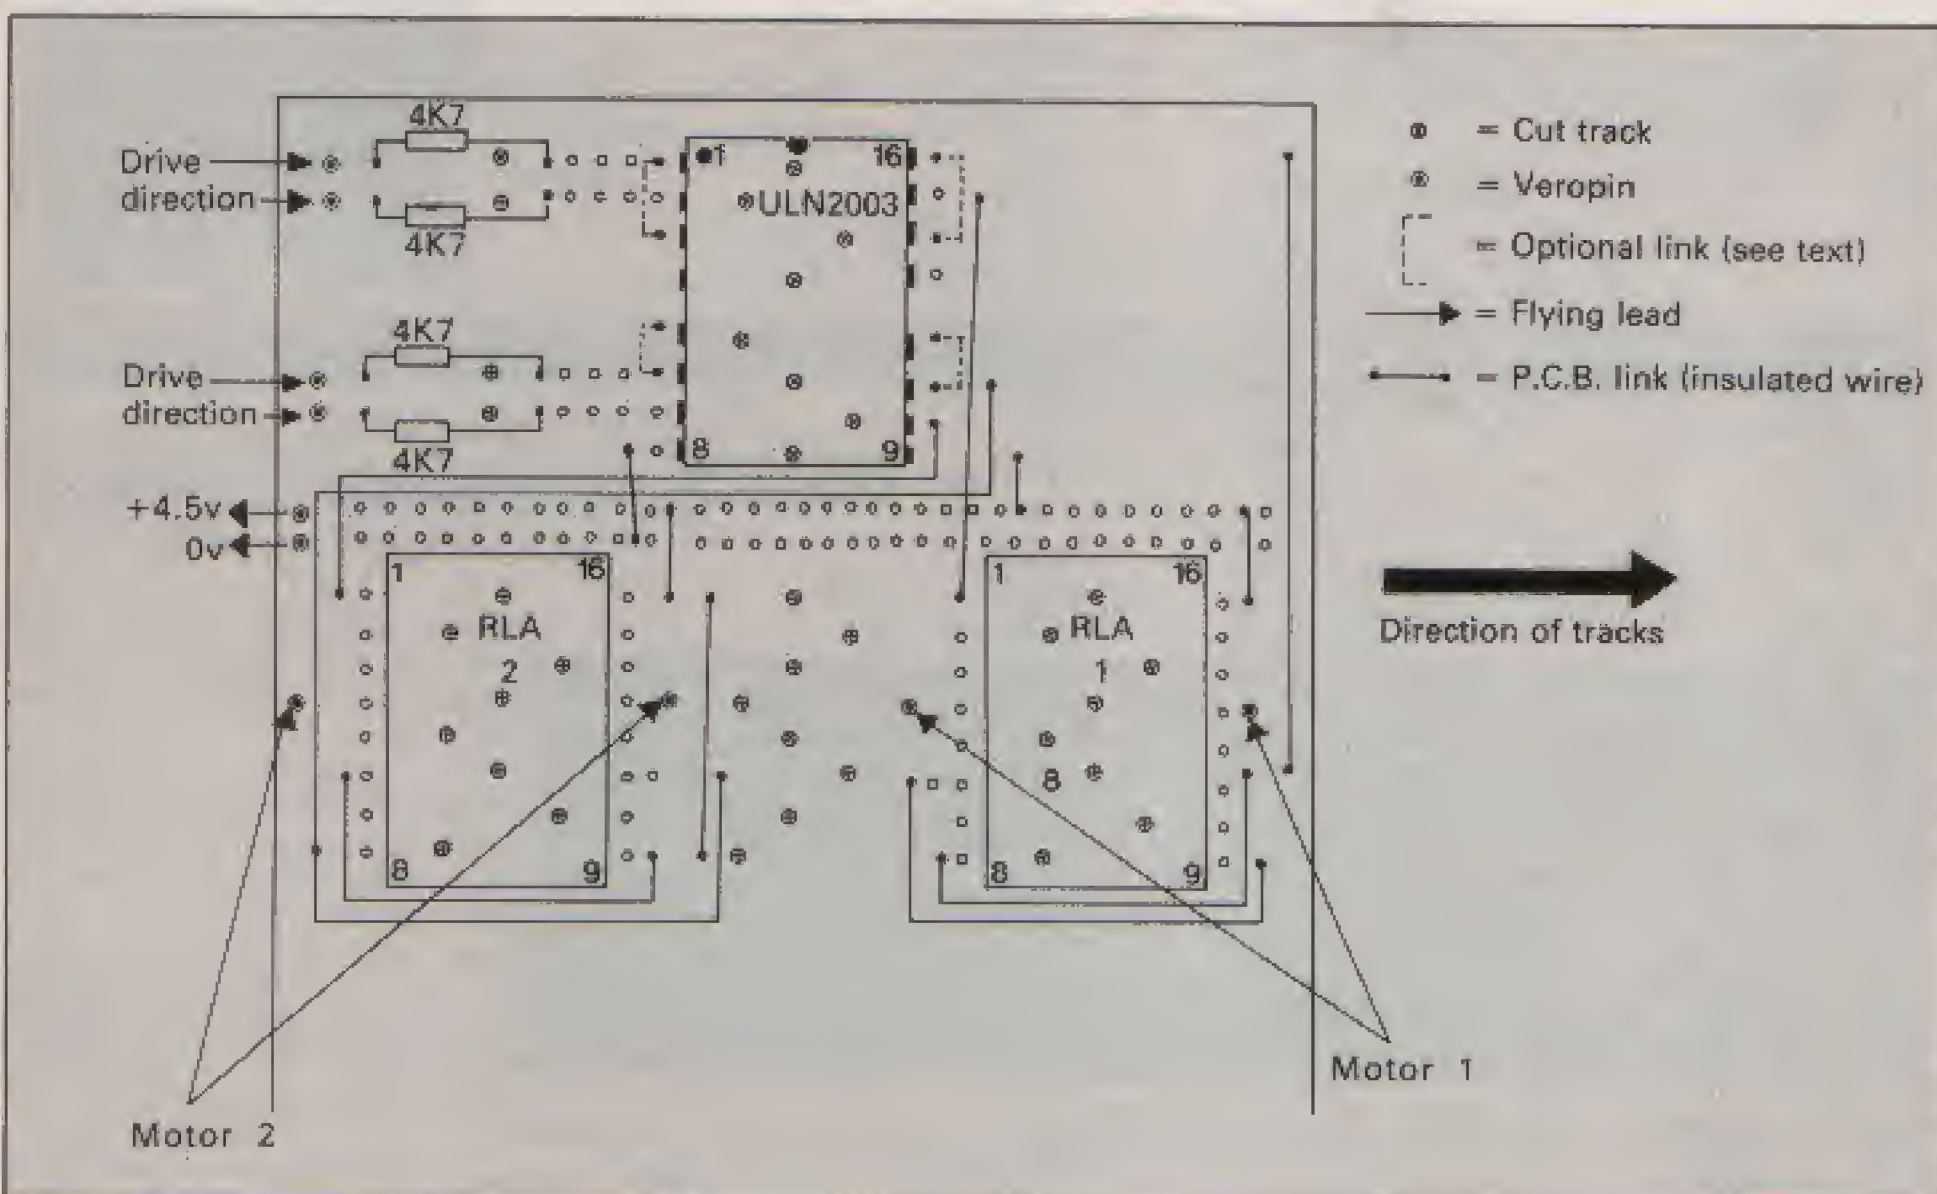 4K7
Drive
direction
4K7
1
16
ULN2003
8
9
4K7
Drive
direction
4K7
+4.5v
0v
1
16
RLA
2
8
9
1
16
RLA
1
8
8
9
Motor 2
Motor 1
= Cut track
= Veropin
= Optional link (see text)
= Flying lead
= P.C.B. link (insulated wire)
Direction of tracks